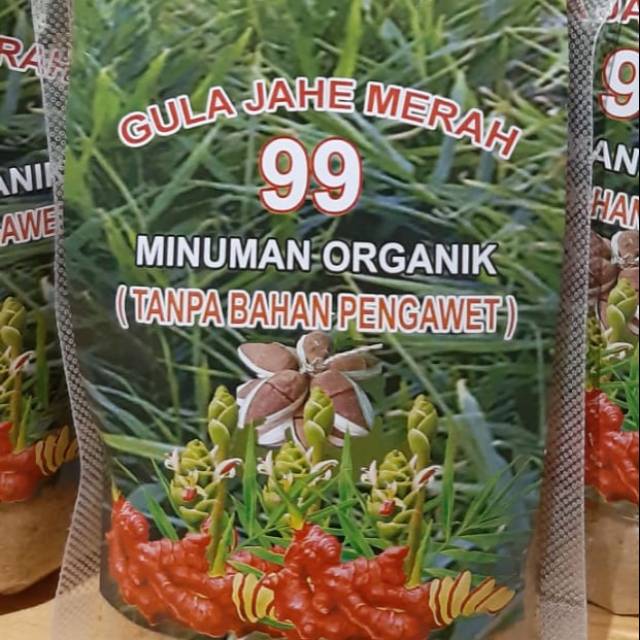 GULA JAHE MERAH
99
MINUMAN ORGANIK
(TANPA BAHAN PENGAWET)